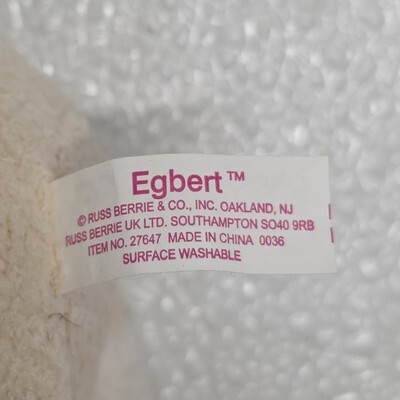 Egbert™
© RUSS BERRIE & CO., INC. OAKLAND, NJ
RUSS BERRIE UK LTD. SOUTHAMPTON SO40 9RB
ITEM NO. 27647 MADE IN CHINA 0036
SURFACE WASHABLE